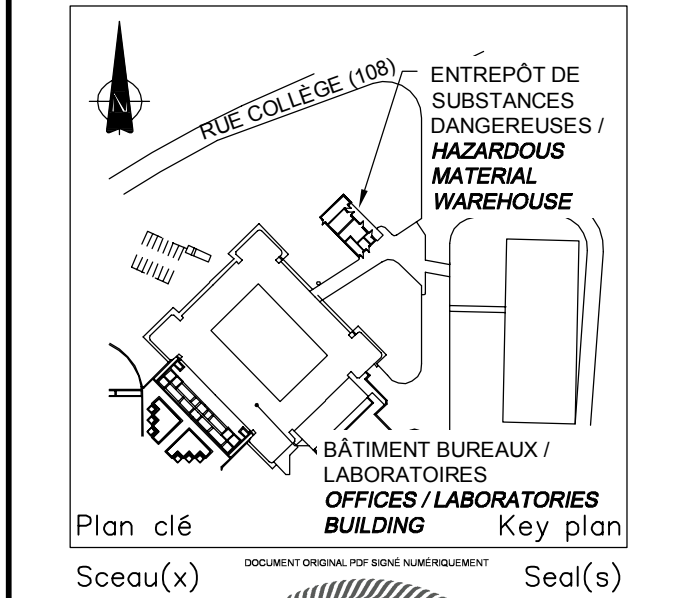 N
RUE COLLÈGE (108)
ENTREPÔT DE
SUBSTANCES
DANGEREUSES /
HAZARDOUS
MATERIAL
WAREHOUSE
BÂTIMENT BUREAUX /
LABORATOIRES
OFFICES / LABORATORIES
BUILDING
Plan clé
Key plan
DOCUMENT ORIGINAL PDF SIGNÉ NUMÉRIQUEMENT
Sceau(x)
Seal(s)